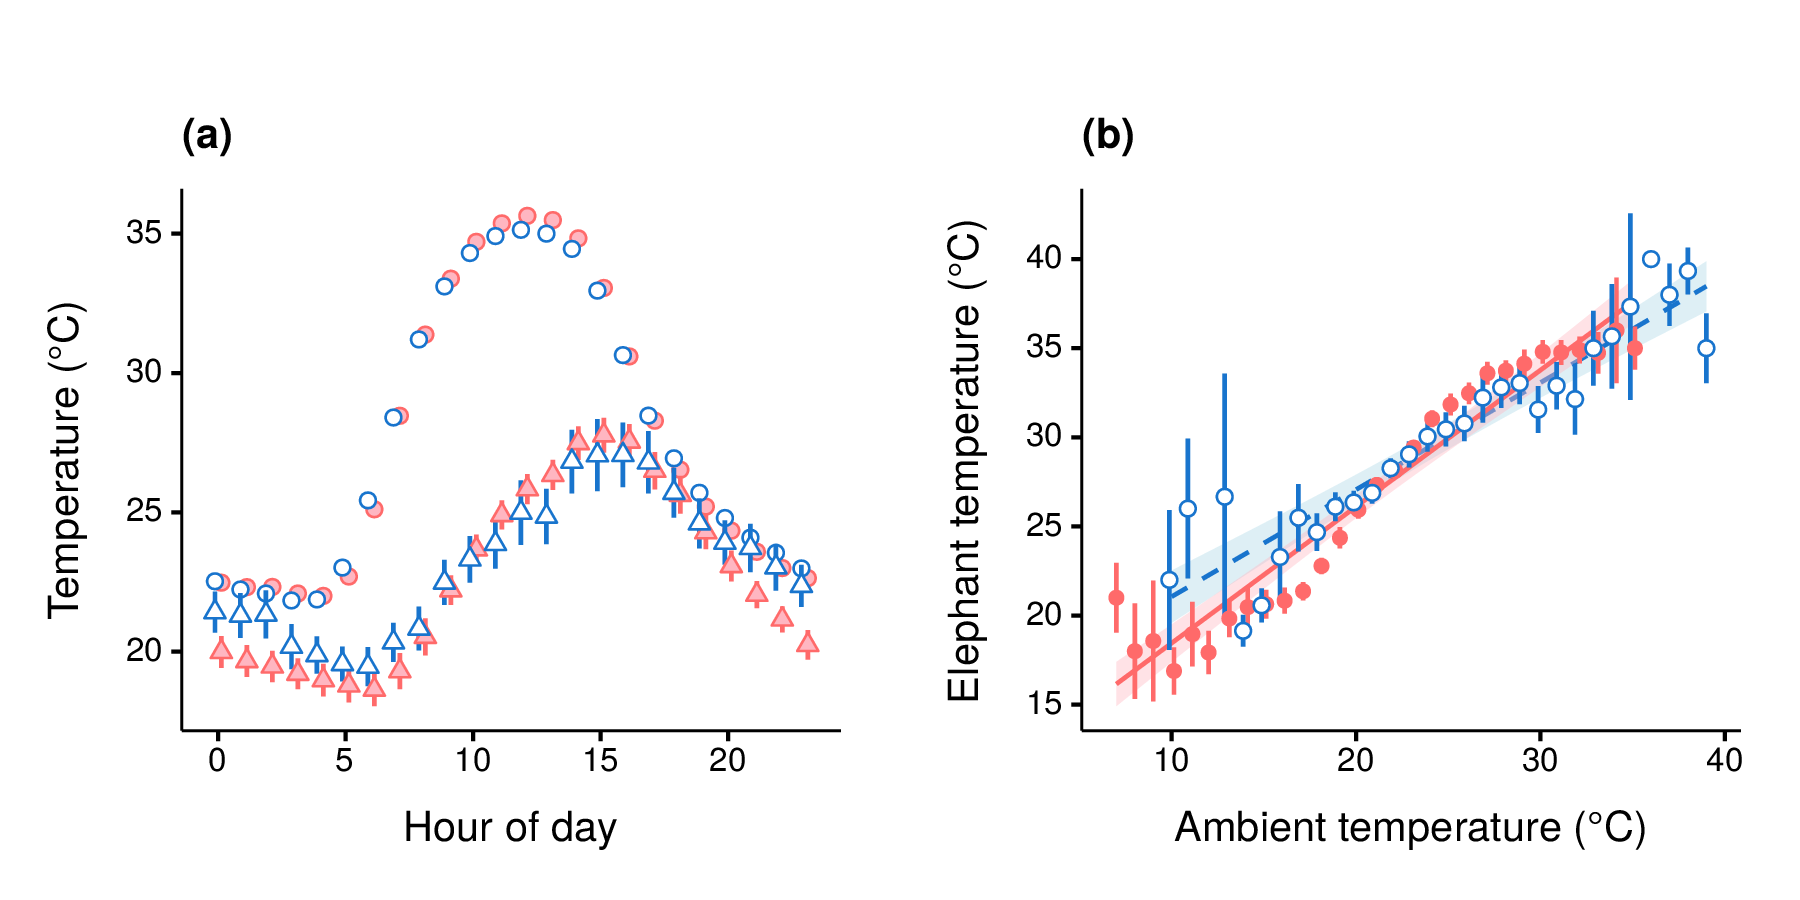 (a)
(b)
Temperature (°C)
35
30
25
20
0 5 10 15 20
Hour of day
Elephant temperature (°C)
40
35
30
25
20
15
10 20 30 40
Ambient temperature (°C)